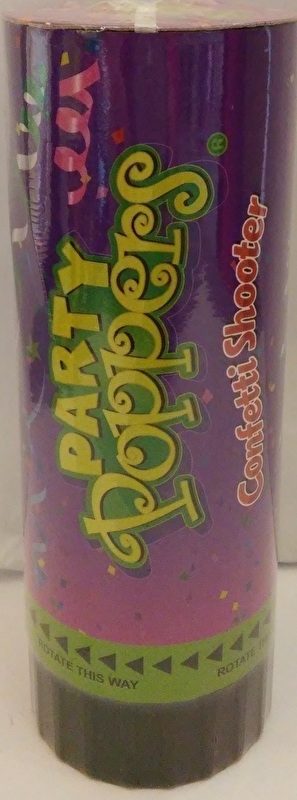 PARTY
Poppers®
Confetti Shooter
ROTATE THIS WAY
ROTATE